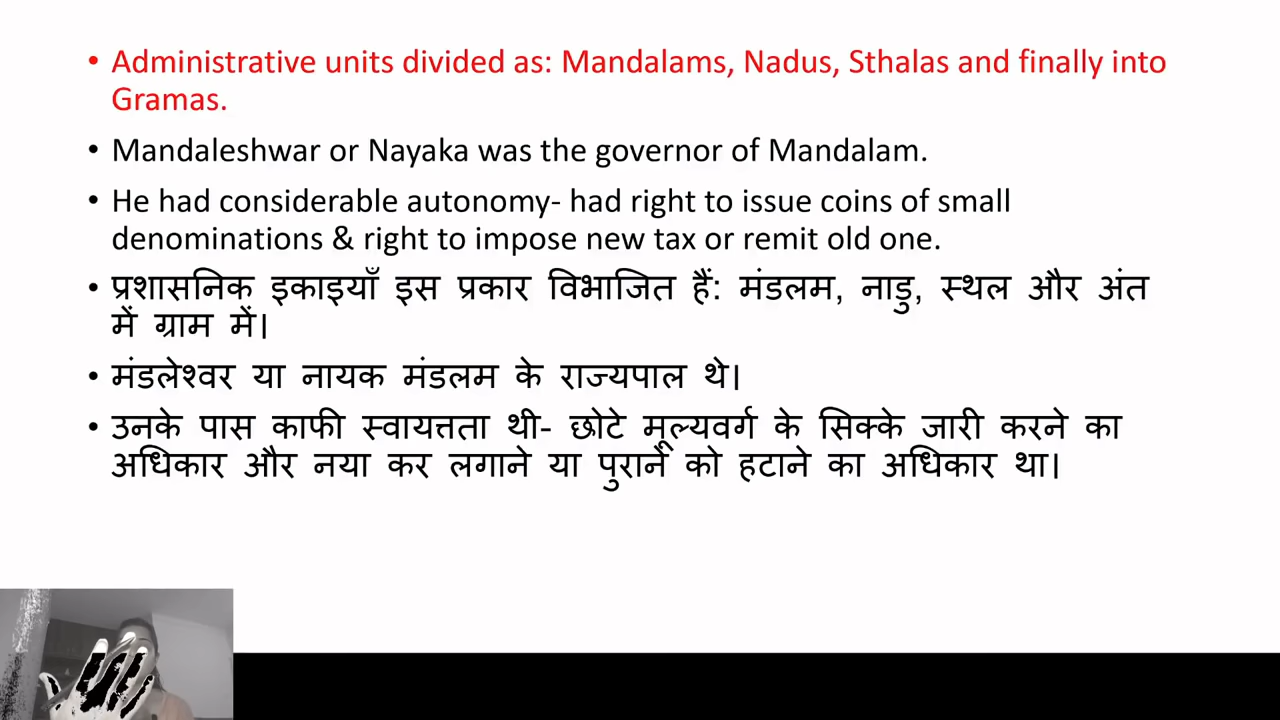 • Administrative units divided as: Mandalams, Nadus, Sthalas and finally into
Gramas.
• Mandaleshwar or Nayaka was the governor of Mandalam.
• He had considerable autonomy- had right to issue coins of small
denominations & right to impose new tax or remit old one.
• प्रशासनिक इकाइयाँ इस प्रकार विभाजित हैं: मंडलम, नाडु, स्थल और अंत
में ग्राम में।
• मंडलेश्वर या नायक मंडलम के राज्यपाल थे।
• उनके पास काफी स्वायत्तता थी- छोटे मूल्यवर्ग के सिक्के जारी करने का
अधिकार और नया कर लगाने या पुराने को हटाने का अधिकार था।